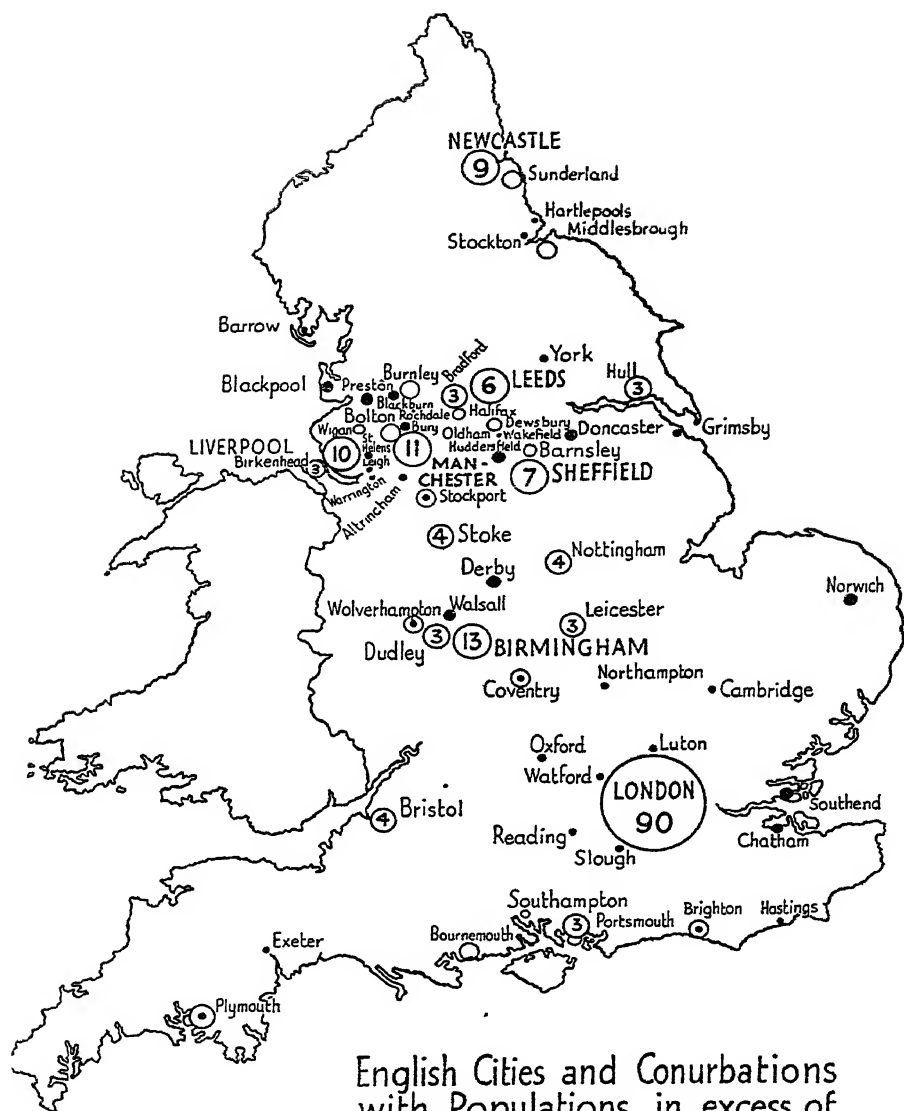 NEWCASTLE
9
Sunderland
Hartlepools
Middlesbrough
Stockton
Barrow
York
Bradford
Burnley
Hull
Blackpool
Preston
3
6
LEEDS
3
Blackburn
Halifax
Bolton
Rochdale
Dewsbury
Grimsby
Wigan
Bury
Oldham
Wakefield
Doncaster
LIVERPOOL
St.
Helens
11
Huddersfield
Barnsley
Birkenhead
3
10
Leigh
MAN-
CHESTER
7
SHEFFIELD
Warrington
Altrincham
Stockport
4
Stoke
4
Nottingham
Derby
Norwich
Wolverhampton
Walsall
Leicester
3
Dudley
3
13
BIRMINGHAM
Coventry
Northampton
Cambridge
Oxford
Luton
Watford
LONDON
90
Southend
4
Bristol
Reading
Slough
Chatham
Southampton
3
Portsmouth
Brighton
Hastings
Bournemouth
Exeter
Plymouth
English Cities and Conurbations
with Populations in excess of